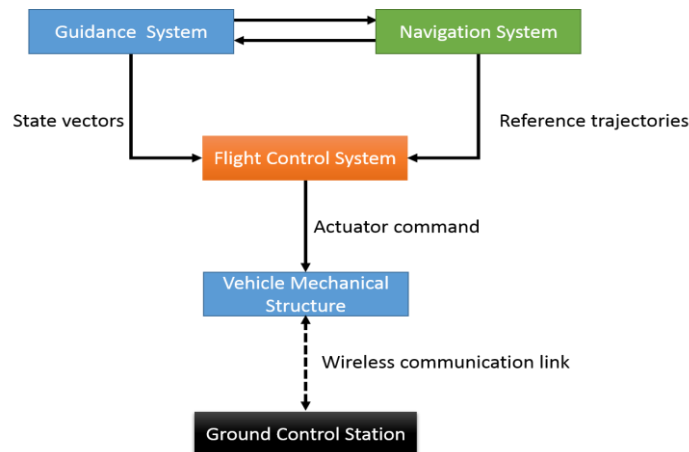 Guidance System
Navigation System
State vectors
Reference trajectories
Flight Control System
Actuator command
Vehicle Mechanical
Structure
Wireless communication link
Ground Control Station